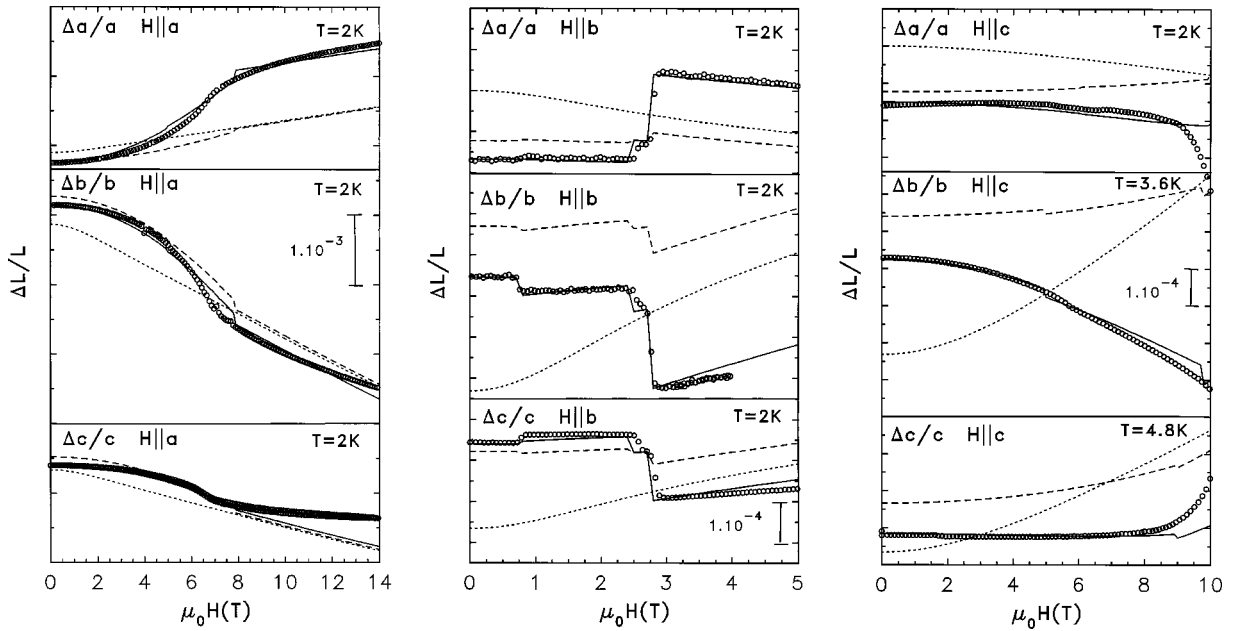 Δa/a H||a T=2K
Δb/b H||a T=2K
1.10⁻³
Δc/c H||a T=2K
ΔL/L
0 2 4 6 8 10 12 14
μ₀H(T)
Δa/a H||b T=2K
Δb/b H||b T=2K
Δc/c H||b T=2K
1.10⁻⁴
ΔL/L
0 1 2 3 4 5
μ₀H(T)
Δa/a H||c T=2K
Δb/b H||c T=3.6K
1.10⁻⁴
Δc/c H||c T=4.8K
ΔL/L
0 2 4 6 8 10
μ₀H(T)